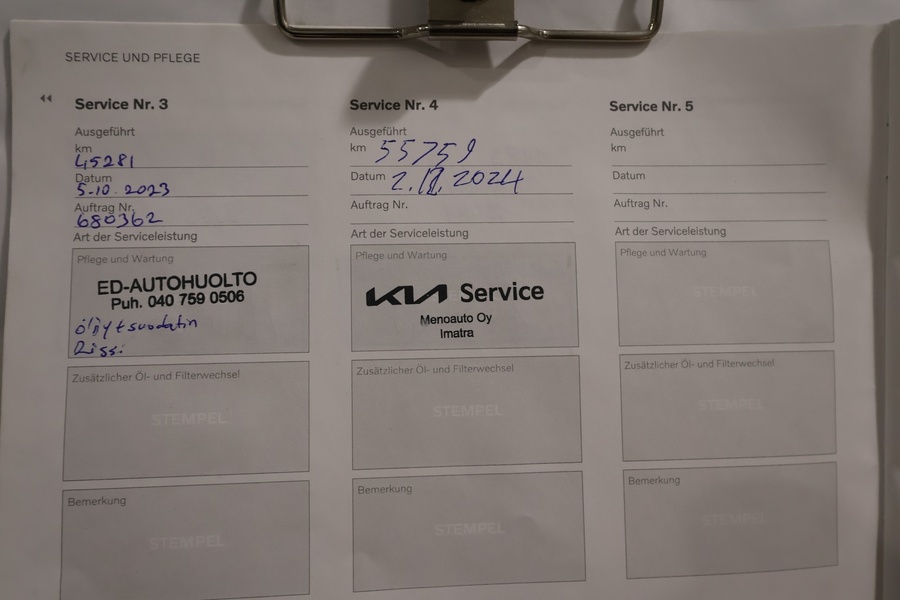 SERVICE UND PFLEGE
Service Nr. 3
Ausgeführt
km
45281
Datum
5.10.2023
Auftrag Nr.
680362
Art der Serviceleistung
Pflege und Wartung
ED-AUTOHUOLTO
Puh. 040 759 0506
öljy+suodatin
Zusätzlicher Öl- und Filterwechsel
STEMPEL
Bemerkung
STEMPEL
Service Nr. 4
Ausgeführt
km 55759
Datum
Auftrag Nr.
Art der Serviceleistung
Pflege und Wartung
KIA Service
Menoauto Oy
Imatra
Zusätzlicher Öl- und Filterwechsel
STEMPEL
Bemerkung
STEMPEL
Service Nr. 5
Ausgeführt
km
Datum
Auftrag Nr.
Art der Serviceleistung
Pflege und Wartung
STEMPEL
Zusätzlicher Öl- und Filterwechsel
STEMPEL
Bemerkung
STEMPEL